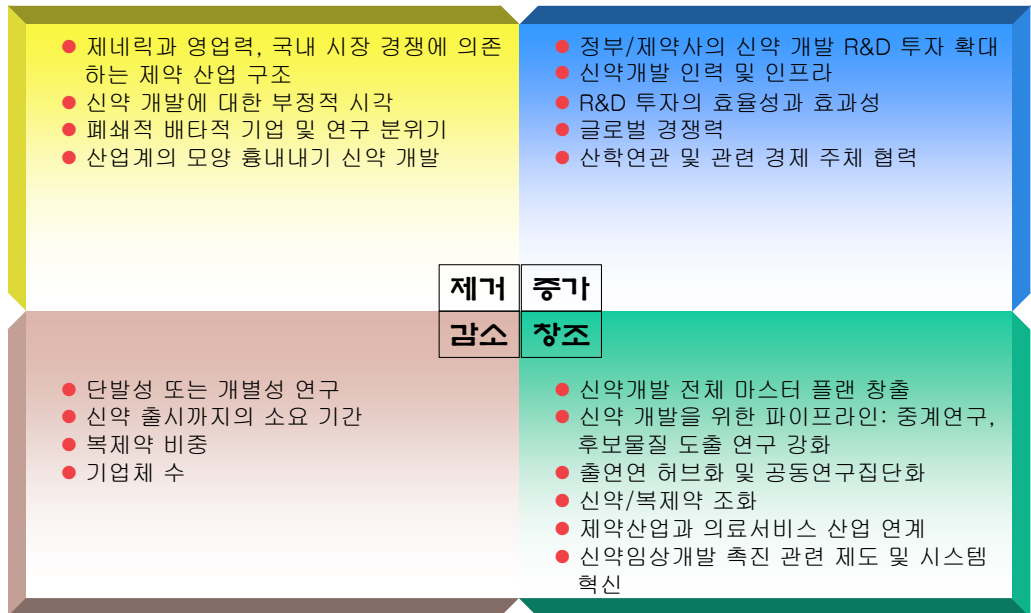 ● 제네릭과 영업력, 국내 시장 경쟁에 의존
하는 제약 산업 구조
● 신약 개발에 대한 부정적 시각
● 폐쇄적 배타적 기업 및 연구 분위기
● 산업계의 모양 흉내내기 신약 개발
● 정부/제약사의 신약 개발 R&D 투자 확대
● 신약개발 인력 및 인프라
● R&D 투자의 효율성과 효과성
● 글로벌 경쟁력
● 산학연관 및 관련 경제 주체 협력
제거 증가
감소 창조
● 단발성 또는 개별성 연구
● 신약 출시까지의 소요 기간
● 복제약 비중
● 기업체 수
● 신약개발 전체 마스터 플랜 창출
● 신약 개발을 위한 파이프라인: 중계연구,
후보물질 도출 연구 강화
● 출연연 허브화 및 공동연구집단화
● 신약/복제약 조화
● 제약산업과 의료서비스 산업 연계
● 신약임상개발 촉진 관련 제도 및 시스템
혁신